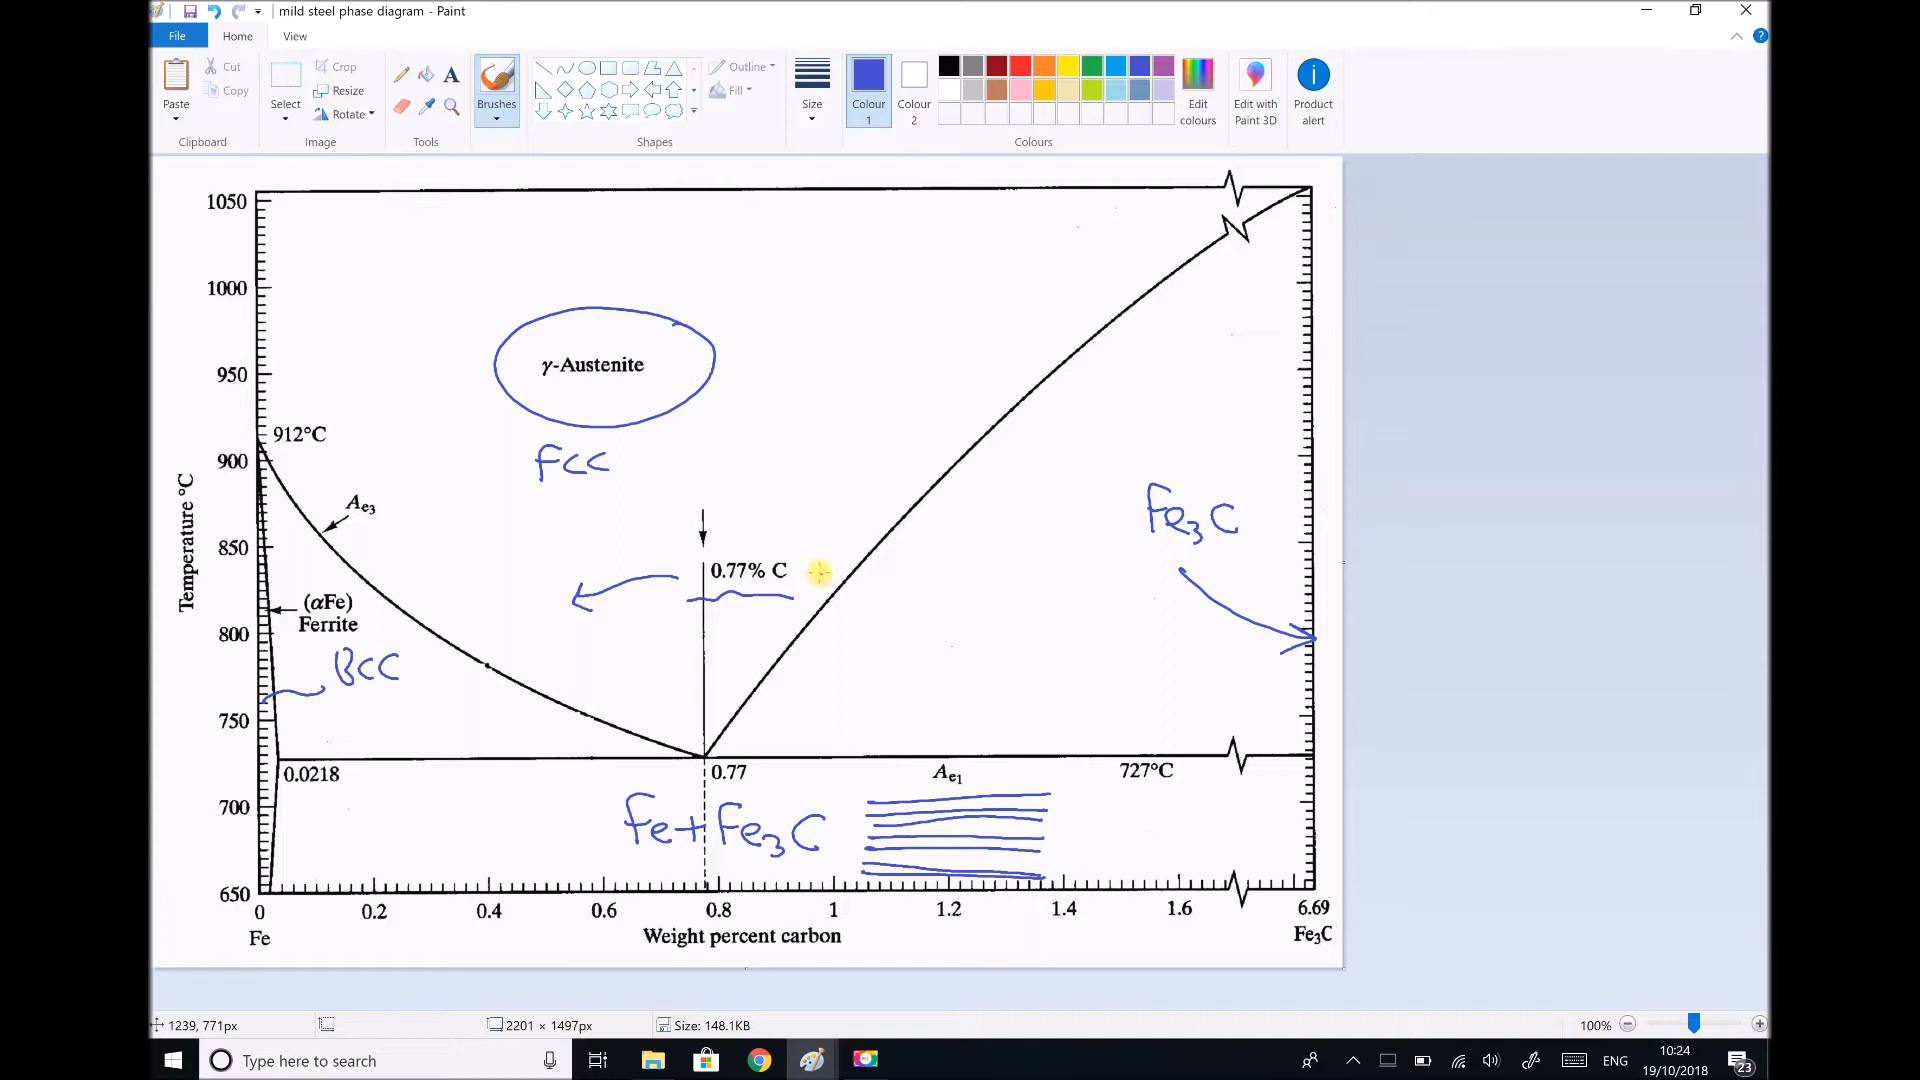 mild steel phase diagram - Paint
File Home View
Paste
Cut
Copy
Clipboard
Select
Crop
Resize
Rotate
Image
A
Tools
Brushes
Outline
Fill
Shapes
Size
Colour 1
Colour 2
Edit colours
Colours
Edit with Paint 3D
Product alert
1050
1000
950
900
850
800
750
700
650
Temperature °C
912°C
Ae3
(αFe)
Ferrite
BCC
γ-Austenite
FCC
0.77% C
Fe3C
0.0218
0.77
Ae1
727°C
Fe+Fe3C
0 0.2 0.4 0.6 0.8 1 1.2 1.4 1.6 6.69
Fe Weight percent carbon Fe3C
1239, 771px
2201 × 1497px
Size: 148.1KB
100%
Type here to search
ENG
10:24
19/10/2018
23